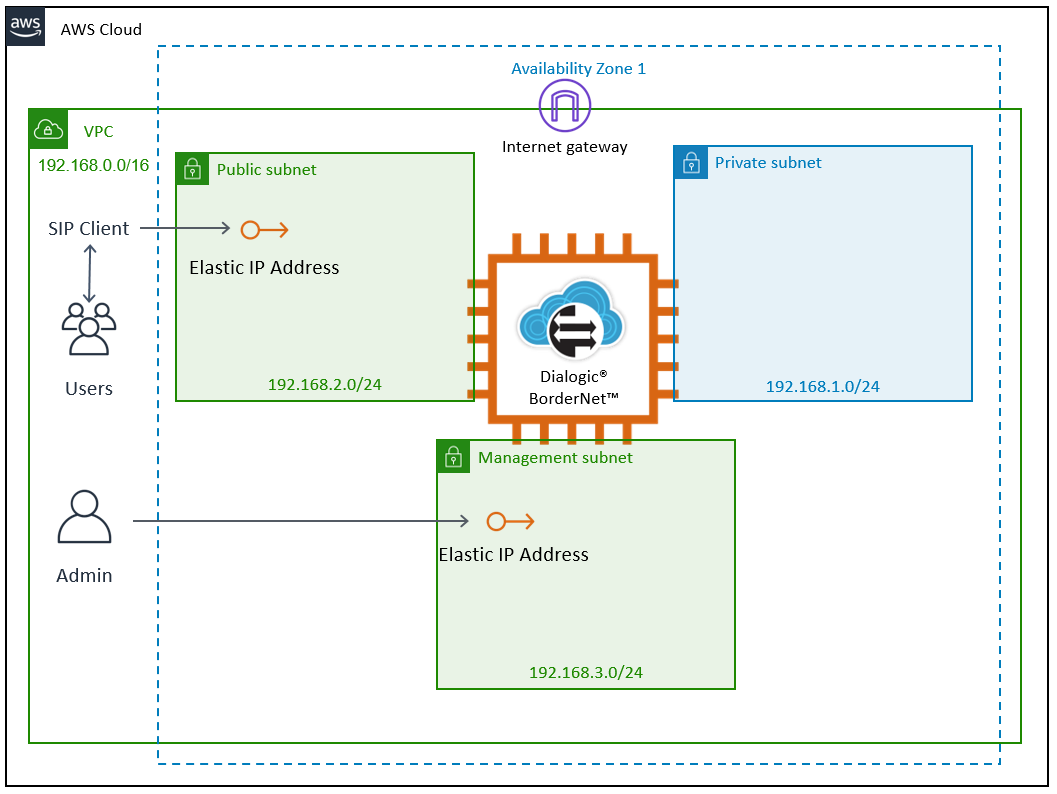 aws
AWS Cloud
Availability Zone 1
Internet gateway
VPC
192.168.0.0/16
Public subnet
Private subnet
SIP Client
Elastic IP Address
Users
192.168.2.0/24
Dialogic®
BorderNet™
192.168.1.0/24
Management subnet
Admin
Elastic IP Address
192.168.3.0/24